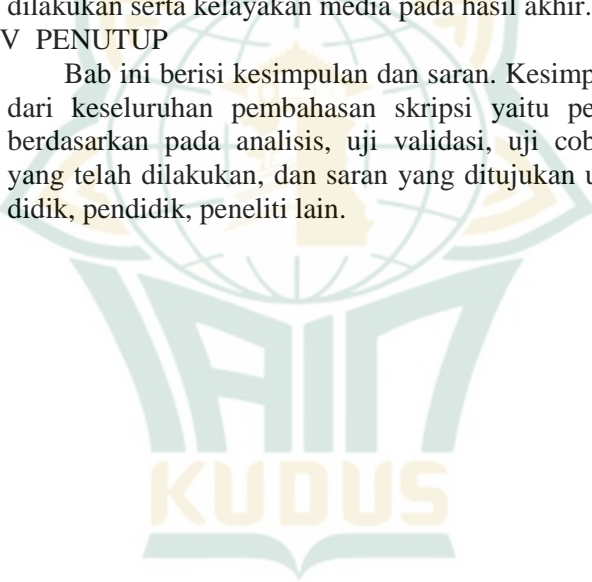 dilakukan serta kelayakan media pada hasil akhir.
V PENUTUP
Bab ini berisi kesimpulan dan saran. Kesimp
dari keseluruhan pembahasan skripsi yaitu pe
berdasarkan pada analisis, uji validasi, uji cob
yang telah dilakukan, dan saran yang ditujukan u
didik, pendidik, peneliti lain.
IAIN
KUDUS